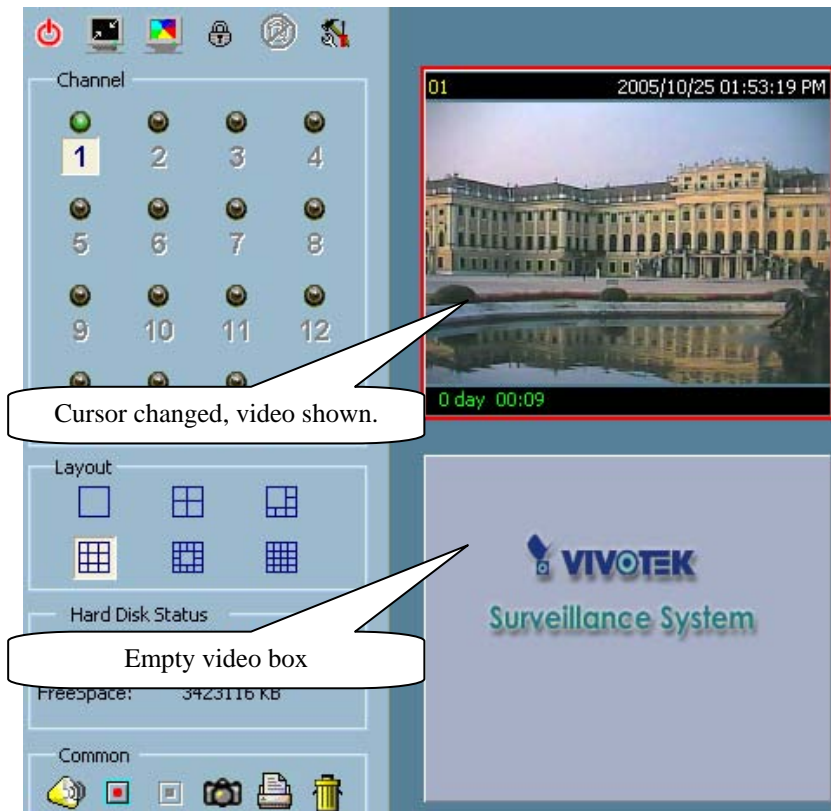 Channel
1 2 3 4
5 6 7 8
9 10 11 12
01 2005/10/25 01:53:19 PM
0 day 00:09
Cursor changed, video shown.
Layout
VIVOTEK
Surveillance System
Hard Disk Status
Empty video box
FreeSpace: 3423116 KB
Common